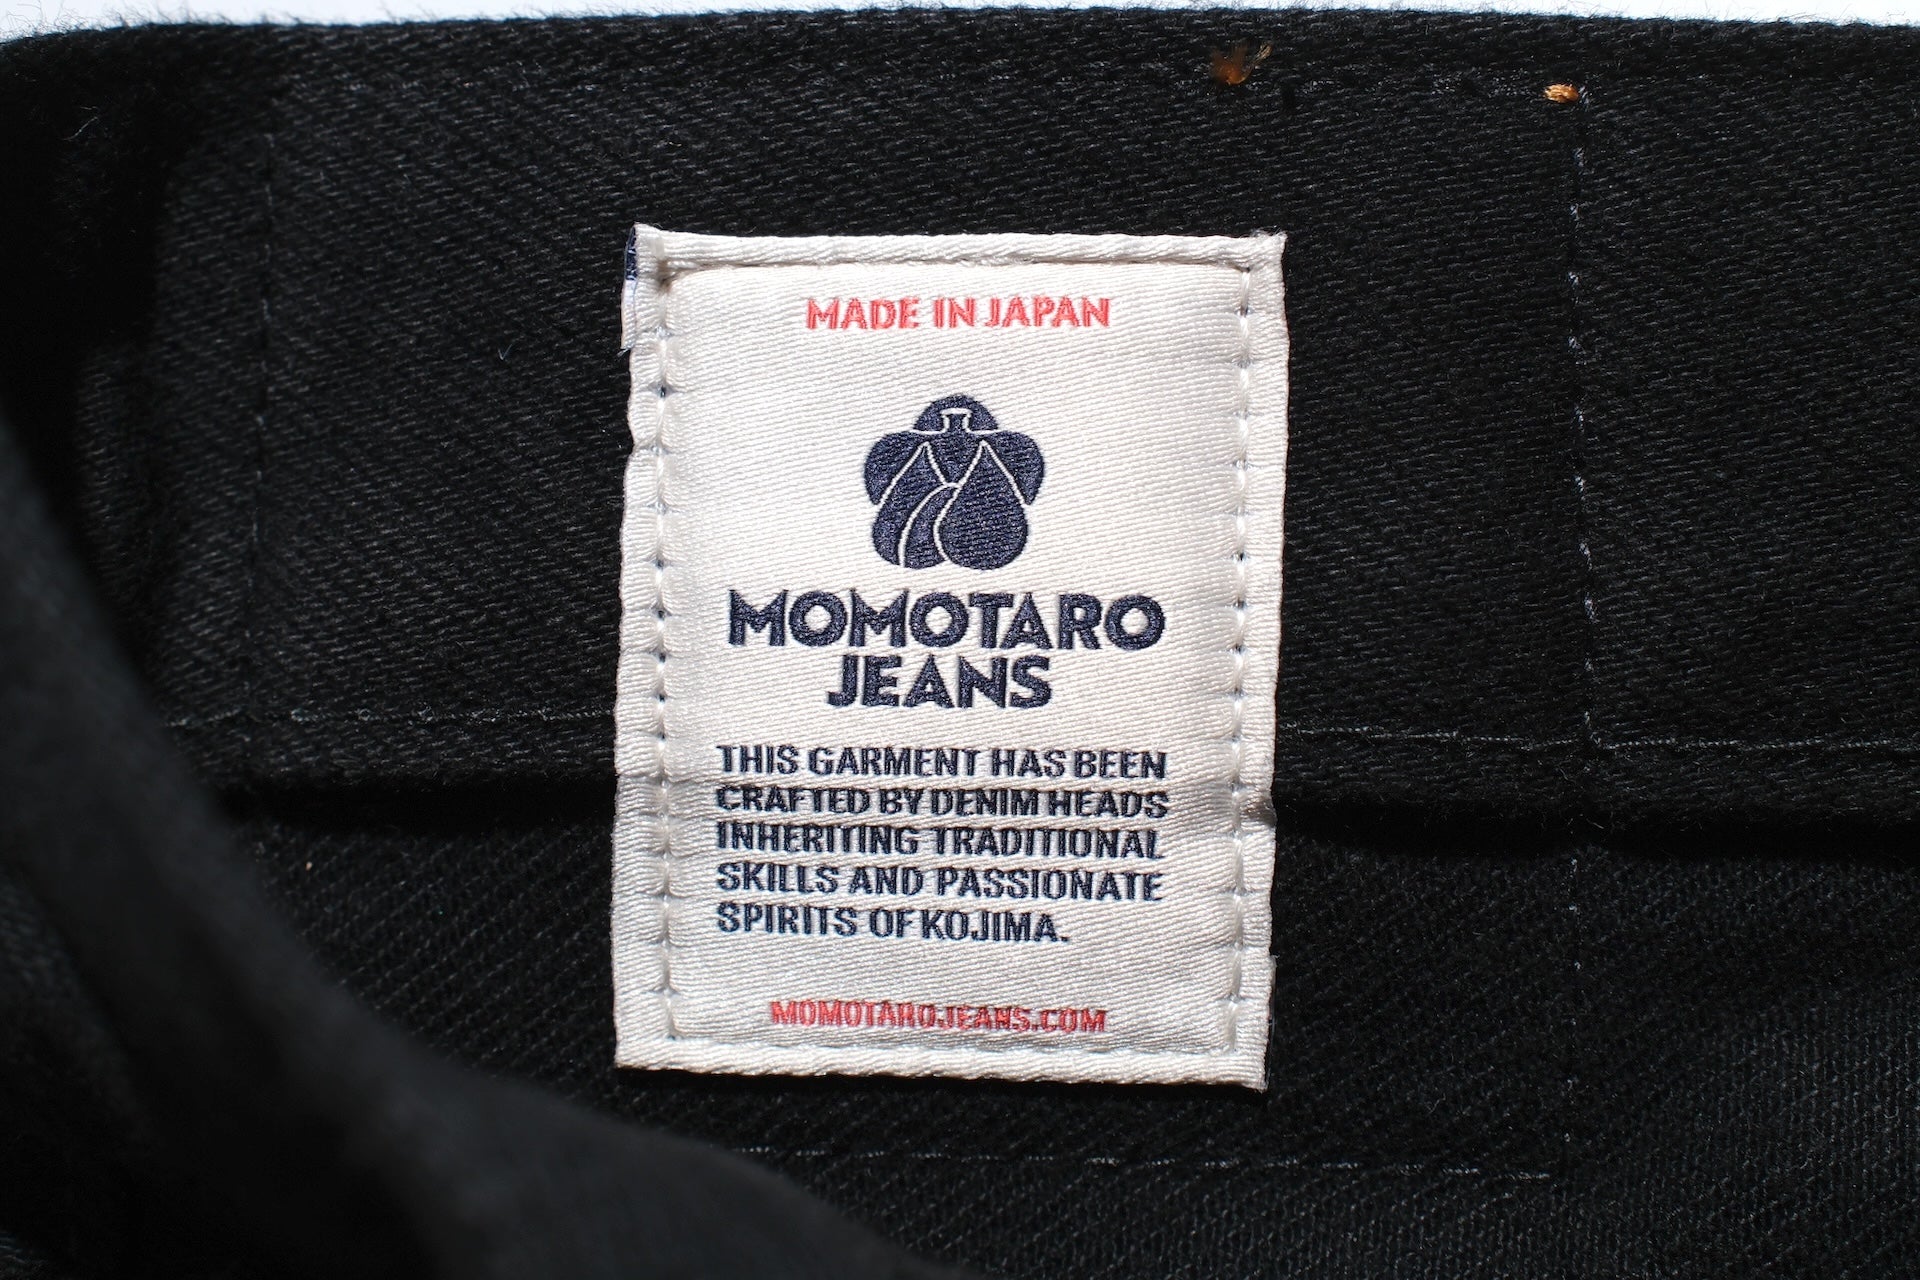 MADE IN JAPAN
MOMOTARO
JEANS
THIS GARMENT HAS BEEN
CRAFTED BY DENIM HEADS
INHERITING TRADITIONAL
SKILLS AND PASSIONATE
SPIRITS OF KOJIMA.
MOMOTAROJEANS.COM